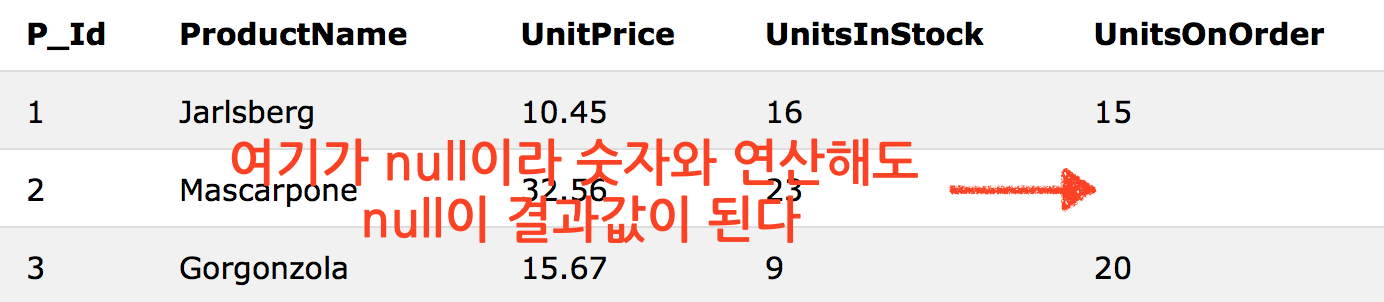 P_Id ProductName UnitPrice UnitsInStock UnitsOnOrder
1 Jarlsberg 10.45 16 15
여기가 null이라 숫자와 연산해도
2 Mascarpone 32.56 23
null이 결과값이 된다
3 Gorgonzola 15.67 9 20